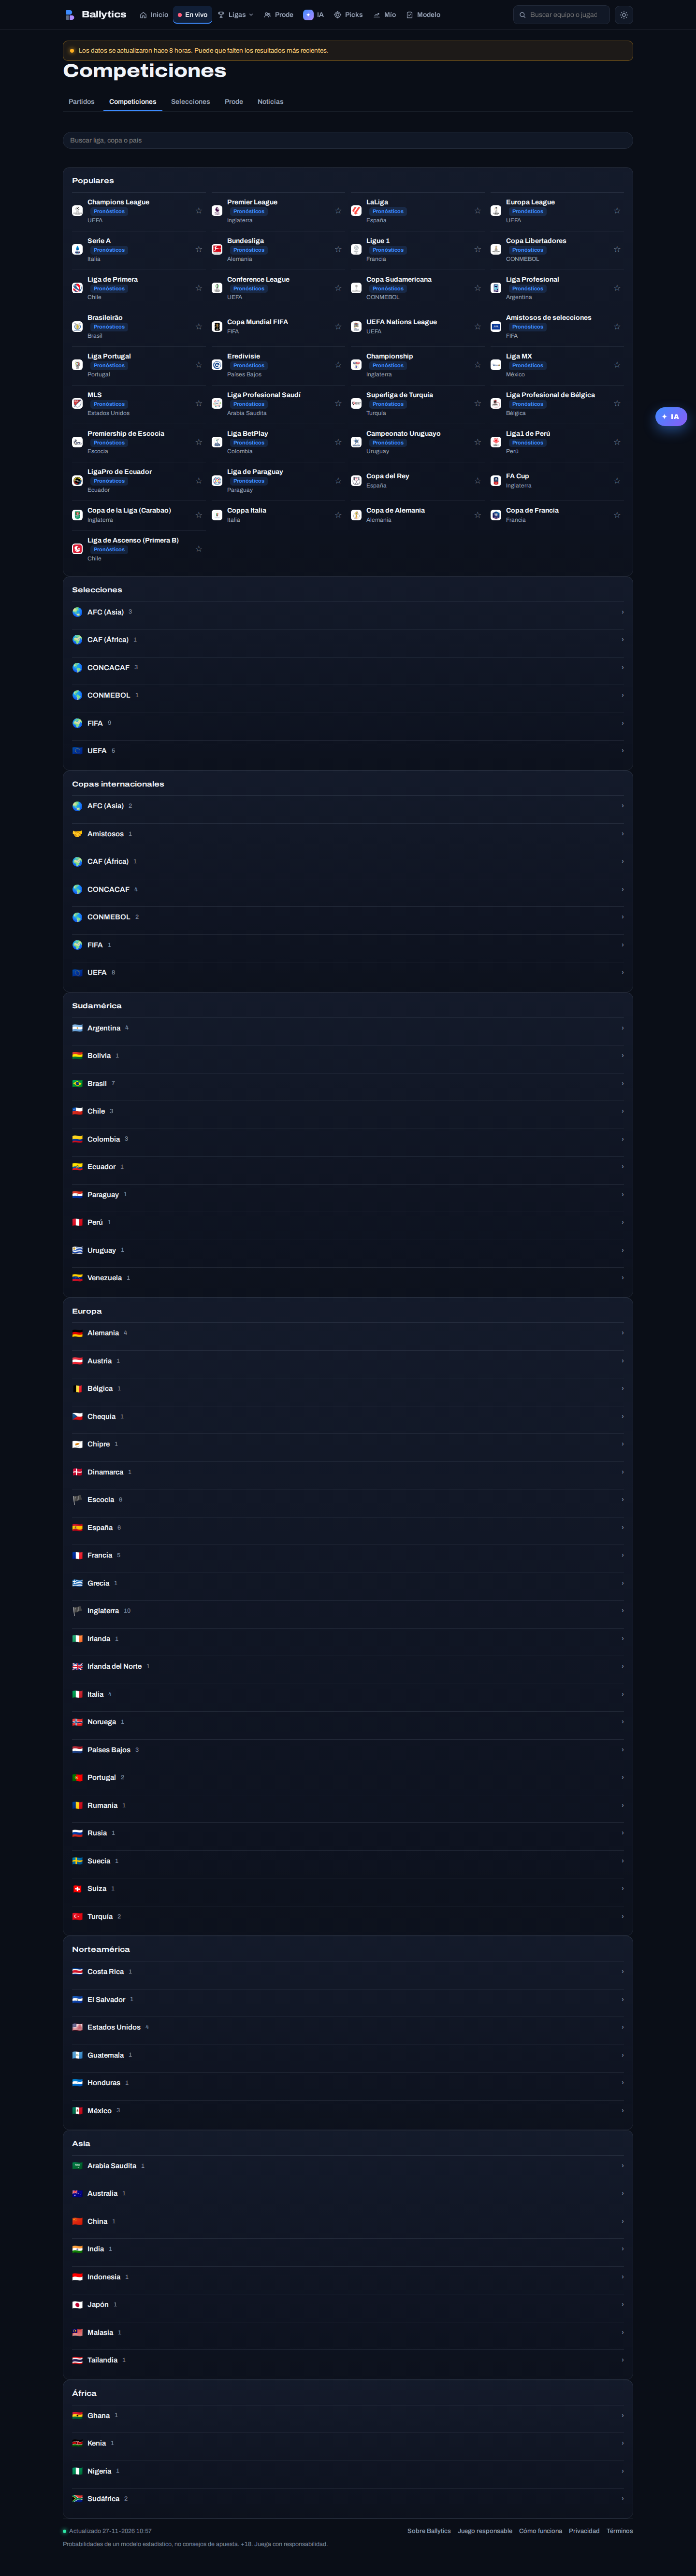 Ballytics
Inicio
En vivo
Ligas
Prode
IA
Picks
Mío
Modelo
Buscar equipo o jugad
Los datos se actualizaron hace 8 horas. Puede que falten los resultados más recientes.
Competiciones
Partidos
Competiciones
Selecciones
Prode
Noticias
Buscar liga, copa o país
Populares
Champions League
Pronósticos
UEFA
Premier League
Pronósticos
Inglaterra
LaLiga
Pronósticos
España
Europa League
Pronósticos
UEFA
Serie A
Pronósticos
Italia
Bundesliga
Pronósticos
Alemania
Ligue 1
Pronósticos
Francia
Copa Libertadores
Pronósticos
CONMEBOL
Liga de Primera
Pronósticos
Chile
Conference League
Pronósticos
UEFA
Copa Sudamericana
Pronósticos
CONMEBOL
Liga Profesional
Pronósticos
Argentina
Brasileirão
Pronósticos
Brasil
Copa Mundial FIFA
FIFA
UEFA Nations League
UEFA
Amistosos de selecciones
Pronósticos
FIFA
Liga Portugal
Pronósticos
Portugal
Eredivisie
Pronósticos
Países Bajos
Championship
Pronósticos
Inglaterra
Liga MX
Pronósticos
México
MLS
Pronósticos
Estados Unidos
Liga Profesional Saudí
Pronósticos
Arabia Saudita
Superliga de Turquía
Pronósticos
Turquía
Liga Profesional de Bélgica
Pronósticos
Bélgica
Premiership de Escocia
Pronósticos
Escocia
Liga BetPlay
Pronósticos
Colombia
Campeonato Uruguayo
Pronósticos
Uruguay
Liga1 de Perú
Pronósticos
Perú
LigaPro de Ecuador
Pronósticos
Ecuador
Liga de Paraguay
Pronósticos
Paraguay
Copa del Rey
España
FA Cup
Inglaterra
Copa de la Liga (Carabao)
Inglaterra
Coppa Italia
Italia
Copa de Alemania
Alemania
Copa de Francia
Francia
Liga de Ascenso (Primera B)
Pronósticos
Chile
IA
Selecciones
AFC (Asia) 3
CAF (África) 1
CONCACAF 3
CONMEBOL 1
FIFA 9
UEFA 5
Copas internacionales
AFC (Asia) 2
Amistosos 1
CAF (África) 1
CONCACAF 4
CONMEBOL 2
FIFA 1
UEFA 8
Sudamérica
Argentina 4
Bolivia 1
Brasil 7
Chile 3
Colombia 3
Ecuador 1
Paraguay 1
Perú 1
Uruguay 1
Venezuela 1
Europa
Alemania 4
Austria 1
Bélgica 1
Chequia 1
Chipre 1
Dinamarca 1
Escocia 6
España 6
Francia 5
Grecia 1
Inglaterra 10
Irlanda 1
Irlanda del Norte 1
Italia 4
Noruega 1
Países Bajos 3
Portugal 2
Rumania 1
Rusia 1
Suecia 1
Suiza 1
Turquía 2
Norteamérica
Costa Rica 1
El Salvador 1
Estados Unidos 4
Guatemala 1
Honduras 1
México 3
Asia
Arabia Saudita 1
Australia 1
China 1
India 1
Indonesia 1
Japón 1
Malasia 1
Tailandia 1
África
Ghana 1
Kenia 1
Nigeria 1
Sudáfrica 2
Actualizado 27-11-2026 10:57
Sobre Ballytics
Juego responsable
Cómo funciona
Privacidad
Términos
Probabilidades de un modelo estadístico, no consejos de apuesta. +18. Juega con responsabilidad.